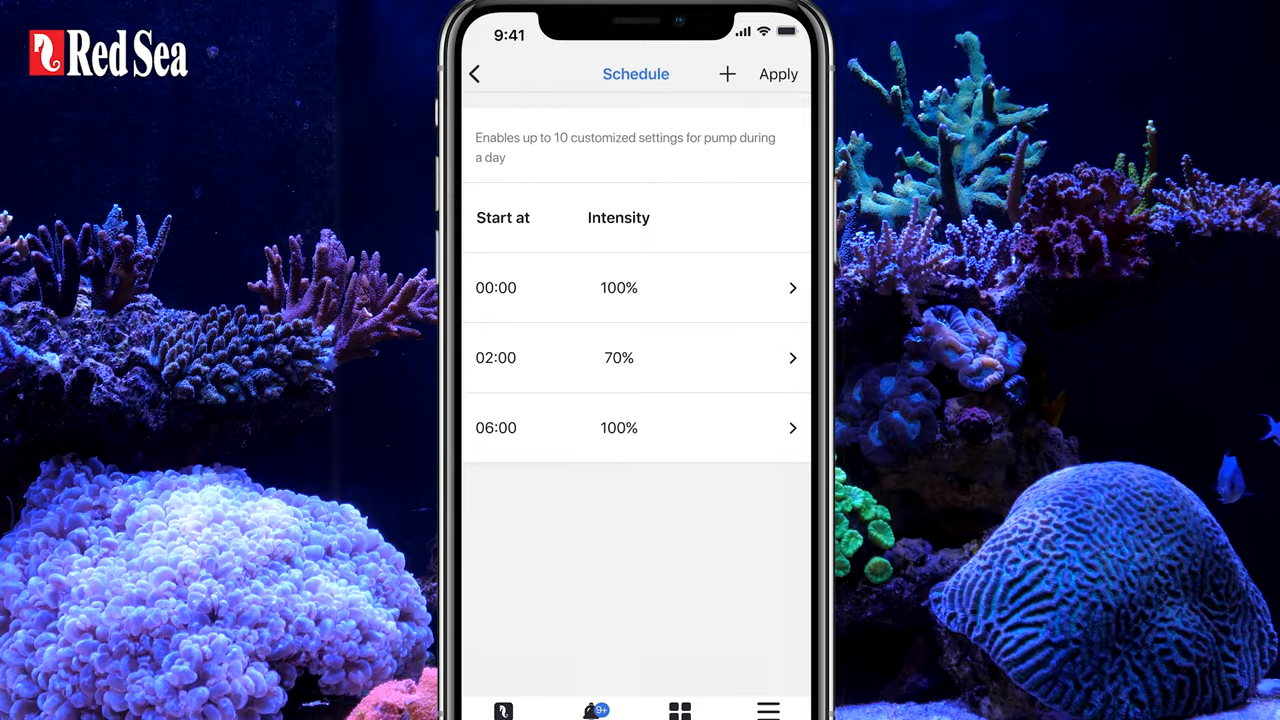 Red Sea
9:41
Schedule + Apply
Enables up to 10 customized settings for pump during
a day
Start at Intensity
00:00 100%
02:00 70%
06:00 100%
9+